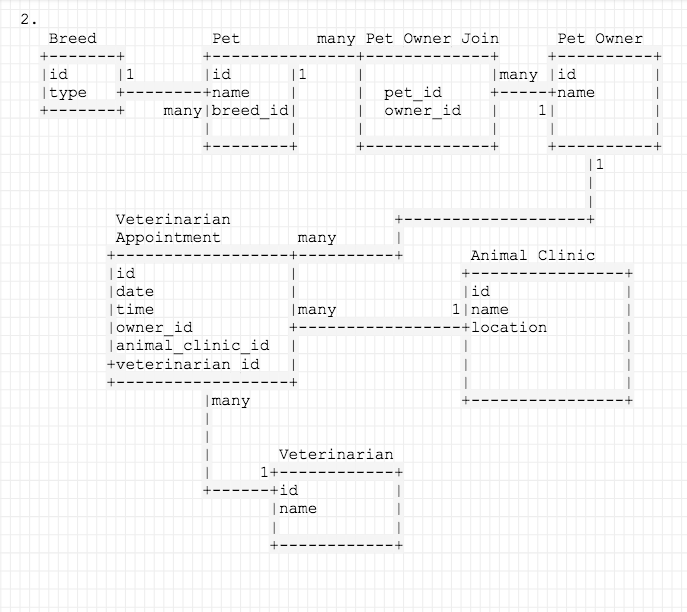 2.
Breed Pet many Pet Owner Join Pet Owner
id 1 id 1 many id
type name pet_id name
many breed_id owner_id 1
1
Veterinarian
Appointment many
Animal Clinic
id
date id
time many 1 name
owner_id location
animal_clinic_id
veterinarian id
many
Veterinarian
1
id
name